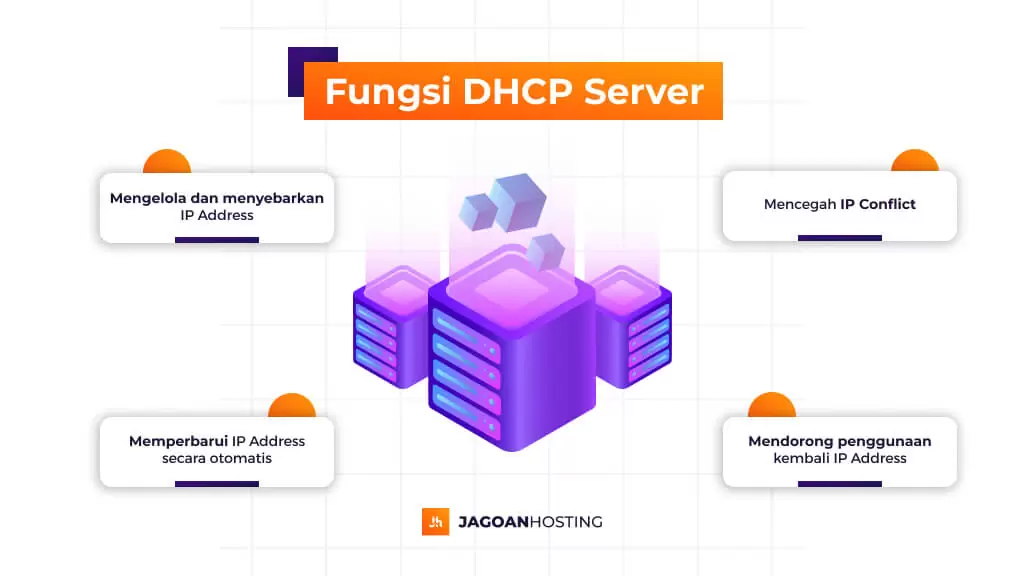 Fungsi DHCP Server
Mengelola dan menyebarkan
IP Address
Mencegah IP Conflict
Memperbarui IP Address
secara otomatis
Mendorong penggunaan
kembali IP Address
Jh JAGOANHOSTING